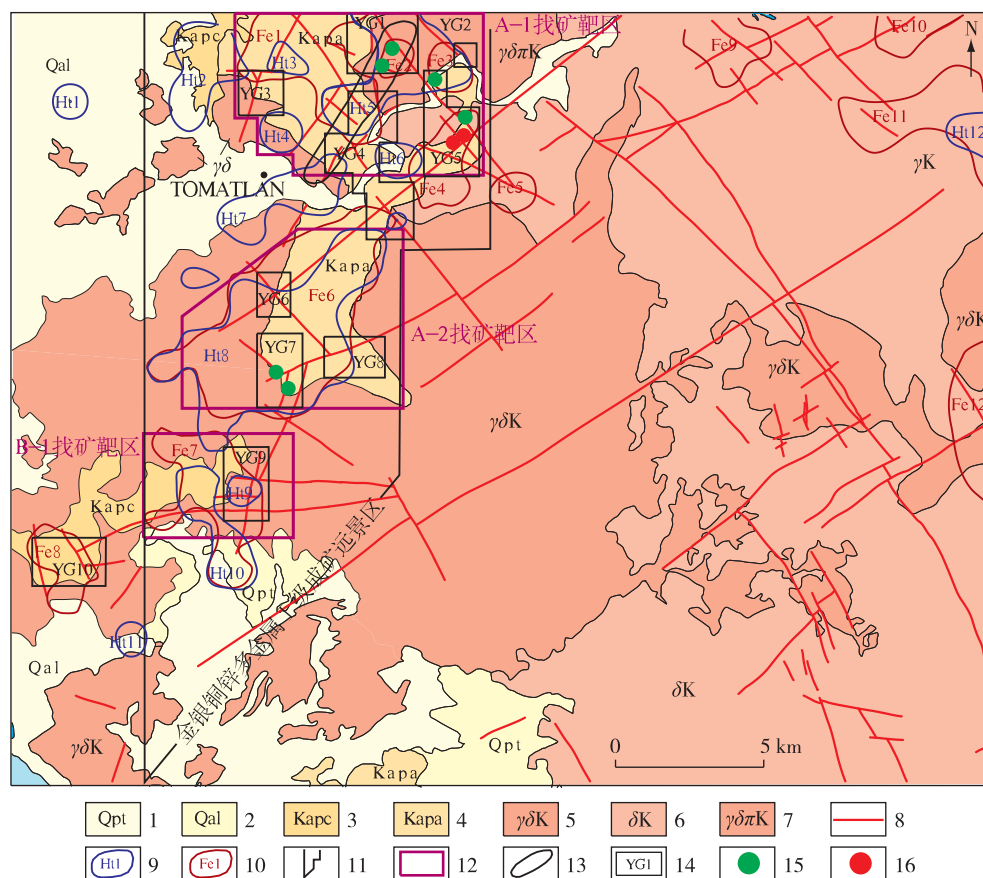 Fe1
Kapa
YG1
YG2
A-1找矿靶区
Fe10
Kapc
Fe9
N
Qal
Ht3
Fe2
Fe3
γδπK
Ht2
YG3
Ht1
Ht5
Fe11
Ht12
Ht4
γδ
YG4
Ht6
YG5
γK
TOMATLÁN
Fe4
Fe5
Ht7
Kapa
YG6
Fe6
γδK
A-2找矿靶区
Ht8
YG7
YG8
γδK
Fe12
γδK
B-1找矿靶区
Fe7
YG9
Ht9
Kapc
Fe8
YG10
Ht10
Qpt
Ht11
金银铜锌多金属Ⅰ级成矿远景区
Qal
δK
γδK
Qpt
0 5 km
Kapa
Qpt 1 Qal 2 Kapc 3 Kapa 4 γδK 5 δK 6 γδπK 7 8
Ht1 9 Fe1 10 11 12 13 YG1 14 15 16